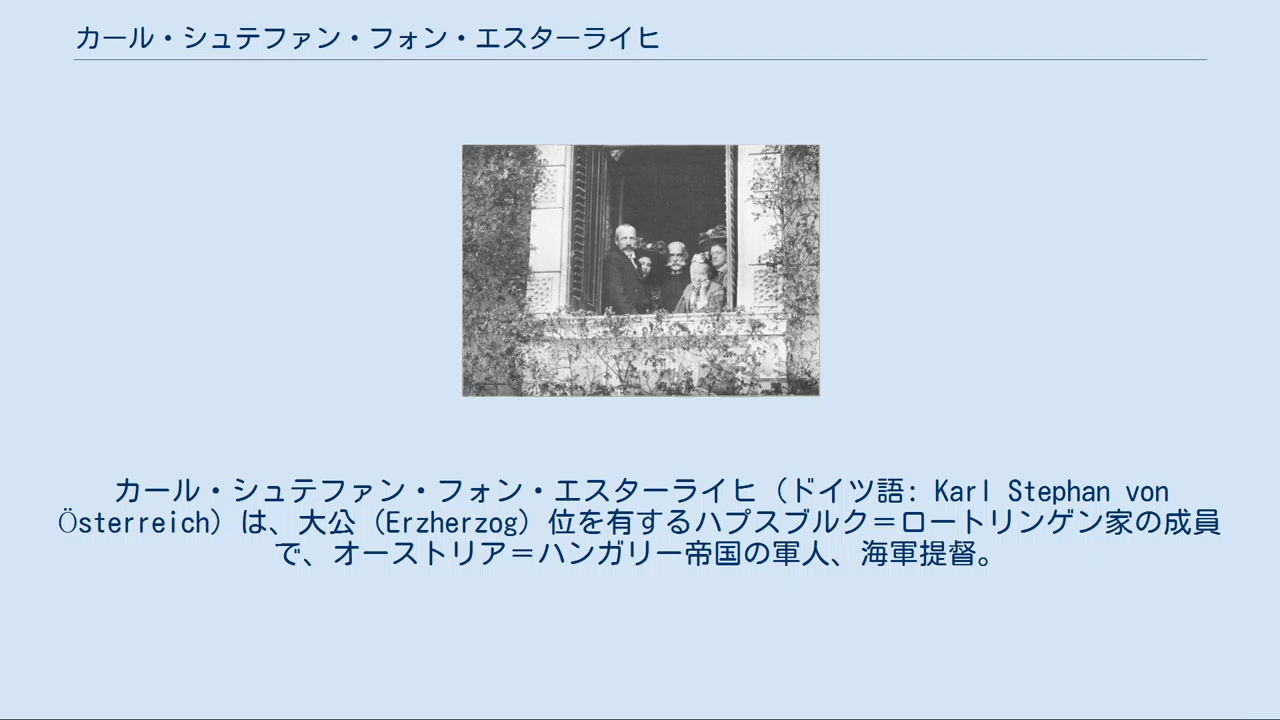 カール・シュテファン・フォン・エスターライヒ
カール・シュテファン・フォン・エスターライヒ（ドイツ語: Karl Stephan von
Österreich）は、大公（Erzherzog）位を有するハプスブルク＝ロートリンゲン家の成員
で、オーストリア＝ハンガリー帝国の軍人、海軍提督。